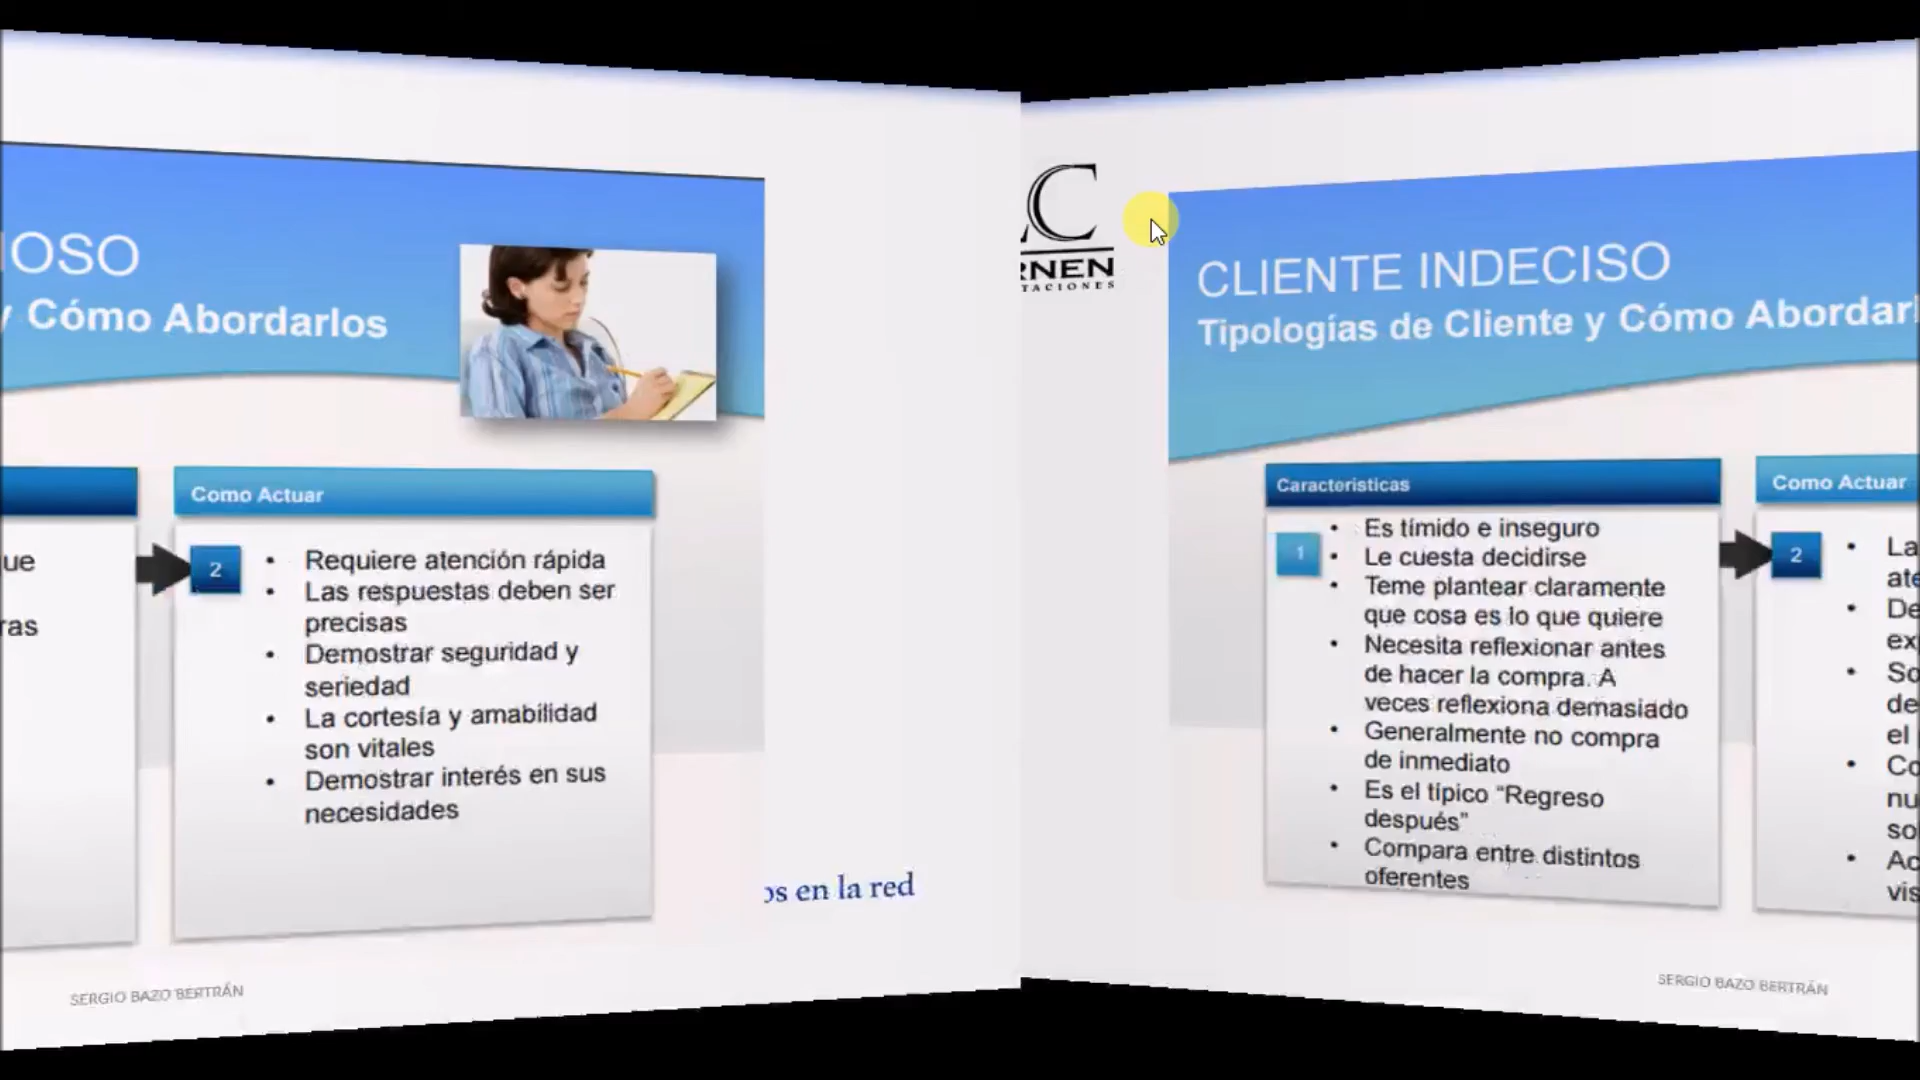 OSO
y Cómo Abordarlos
Como Actuar
ue
ras
2
• Requiere atención rápida
• Las respuestas deben ser
precisas
• Demostrar seguridad y
seriedad
• La cortesía y amabilidad
son vitales
• Demostrar interés en sus
necesidades
os en la red
SERGIO BAZO BERTRÁN
C
RNEN
TACIONES
CLIENTE INDECISO
Tipologías de Cliente y Cómo Abordarl
Caracteristicas
1
• Es tímido e inseguro
• Le cuesta decidirse
• Teme plantear claramente
que cosa es lo que quiere
• Necesita reflexionar antes
de hacer la compra. A
veces reflexiona demasiado
• Generalmente no compra
de inmediato
• Es el típico “Regreso
después”
• Compara entre distintos
oferentes
Como Actuar
2
• La
ate
• De
ex
• So
de
el
• Co
nu
so
• Ac
vis
SERGIO BAZO BERTRÁN